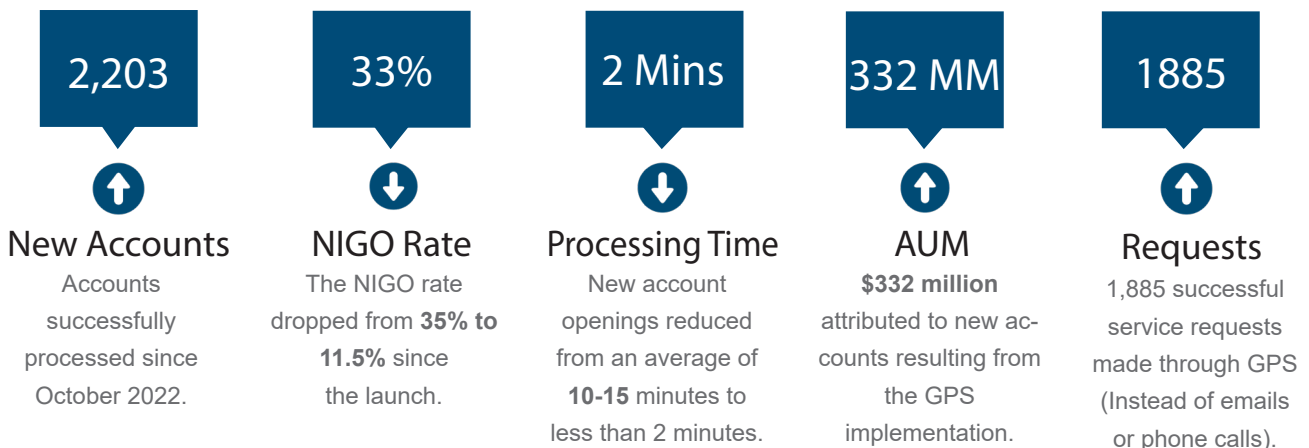 2,203
New Accounts
Accounts
successfully
processed since
October 2022.
33%
NIGO Rate
The NIGO rate
dropped from 35% to
11.5% since
the launch.
2 Mins
Processing Time
New account
openings reduced
from an average of
10-15 minutes to
less than 2 minutes.
332 MM
AUM
$332 million
attributed to new ac-
counts resulting from
the GPS
implementation.
1885
Requests
1,885 successful
service requests
made through GPS
(Instead of emails
or phone calls).